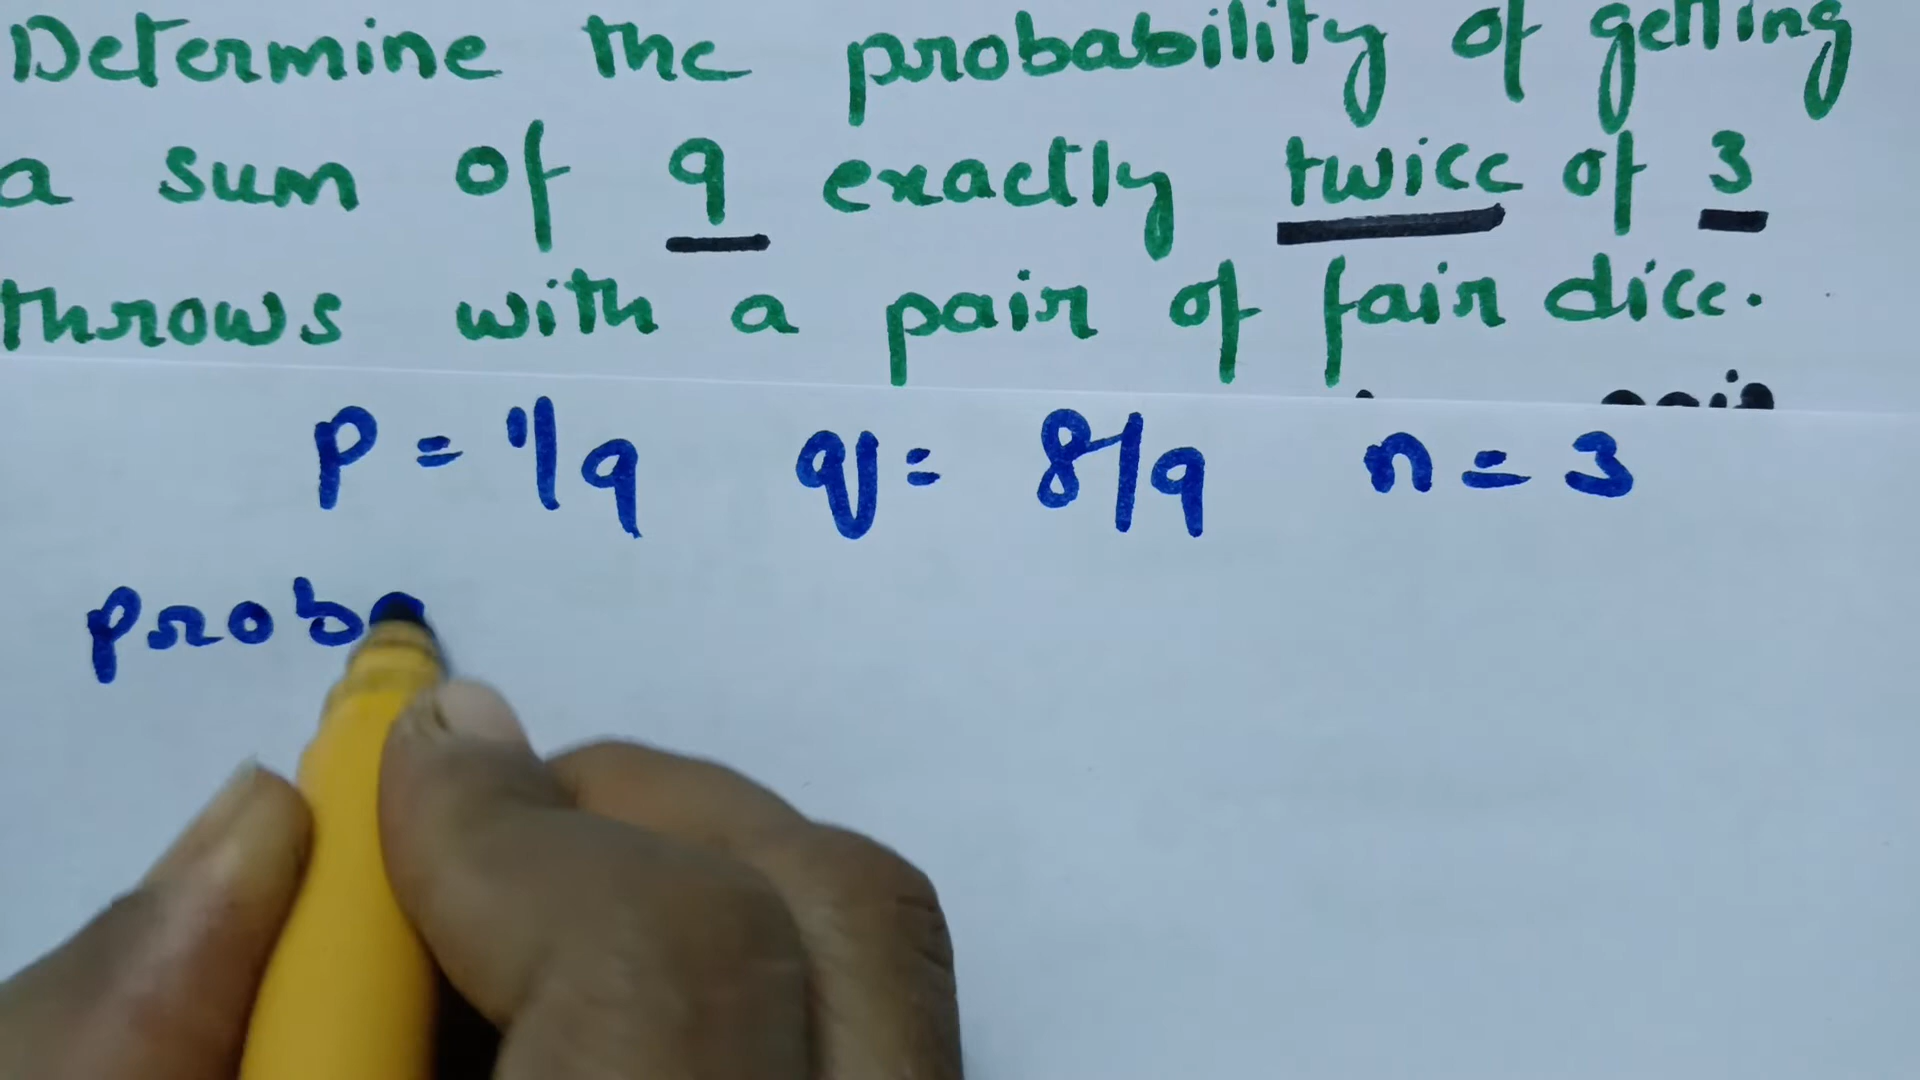 Determine the probability of getting
a sum of 9 exactly twice of 3
throws with a pair of fair dice.
p = 1/9 q = 8/9 n = 3
proba